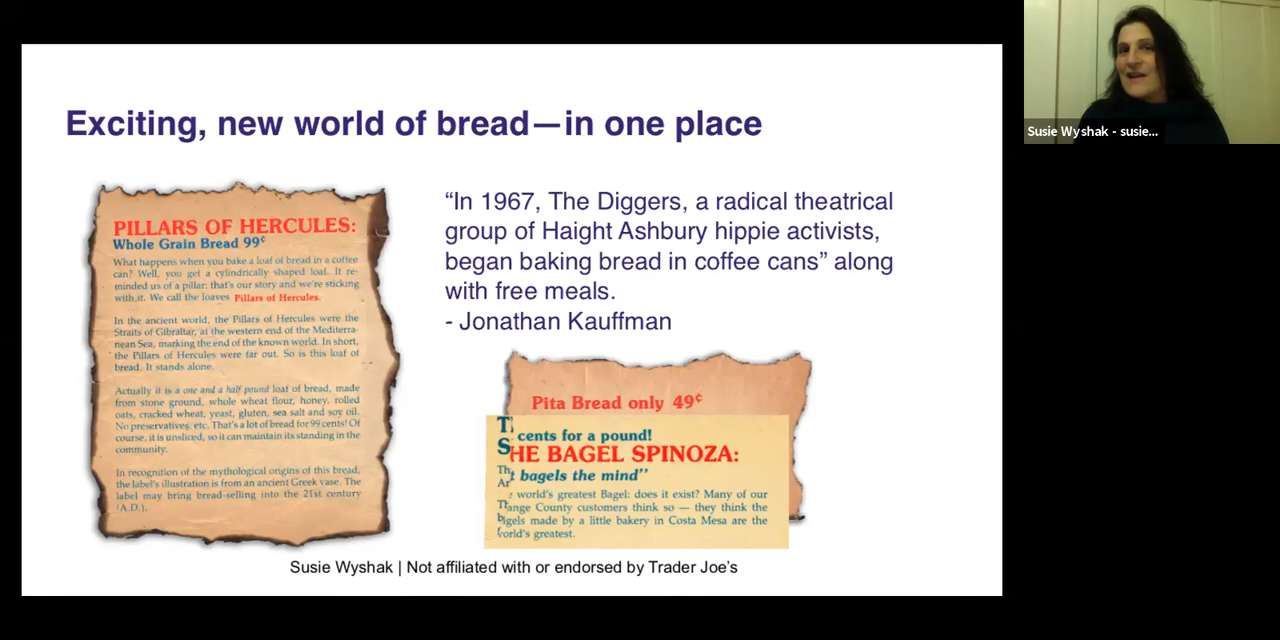 Exciting, new world of bread—in one place
PILLARS OF HERCULES:
Whole Grain Bread 99¢
What happens when you bake a loaf of bread in a coffee
can? Well, you get a cylindrically shaped loaf. It re-
minded us of a pillar: that's our story and we're sticking
with it. We call the loaves Pillars of Hercules.
In the ancient world, the Pillars of Hercules were the
Straits of Gibraltar, at the western end of the Mediterra-
nean Sea, marking the end of the known world. In short,
the Pillars of Hercules were far out. So is this loaf of
bread. It stands alone.
Actually it is a one and a half pound loaf of bread, made
from stone ground, whole wheat flour, honey, rolled
oats, cracked wheat, yeast, gluten, sea salt and soy oil.
No preservatives, etc. That's a lot of bread for 99 cents! Of
course, it is unsliced, so it can maintain its standing in the
community.
In recognition of the mythological origins of this bread,
the label's illustration is from an ancient Greek vase. The
label may bring bread-selling into the 21st century
(A.D.).
“In 1967, The Diggers, a radical theatrical
group of Haight Ashbury hippie activists,
began baking bread in coffee cans” along
with free meals.
- Jonathan Kauffman
Pita Bread only 49¢
cents for a pound!
HE BAGEL SPINOZA:
t bagels the mind”
world's greatest Bagel: does it exist? Many of our
ange County customers think so — they think the
gels made by a little bakery in Costa Mesa are the
orld's greatest.
Susie Wyshak | Not affiliated with or endorsed by Trader Joe's
Susie Wyshak - susie...